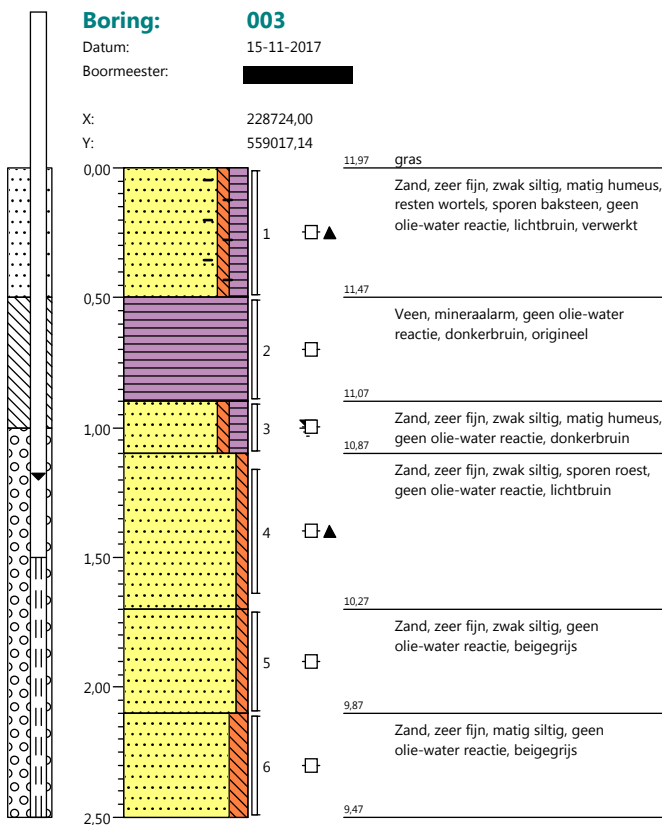 Boring: 003
Datum: 15-11-2017
Boormeester:
X: 228724,00
Y: 559017,14
11,97 gras
0,00
Zand, zeer fijn, zwak siltig, matig humeus,
resten wortels, sporen baksteen, geen
olie-water reactie, lichtbruin, verwerkt
1
11,47
0,50
Veen, mineraalarm, geen olie-water
reactie, donkerbruin, origineel
2
11,07
Zand, zeer fijn, zwak siltig, matig humeus,
geen olie-water reactie, donkerbruin
1,00
3
10,87
Zand, zeer fijn, zwak siltig, sporen roest,
geen olie-water reactie, lichtbruin
4
1,50
10,27
Zand, zeer fijn, zwak siltig, geen
olie-water reactie, beigegrijs
5
2,00
9,87
Zand, zeer fijn, matig siltig, geen
olie-water reactie, beigegrijs
6
9,47
2,50